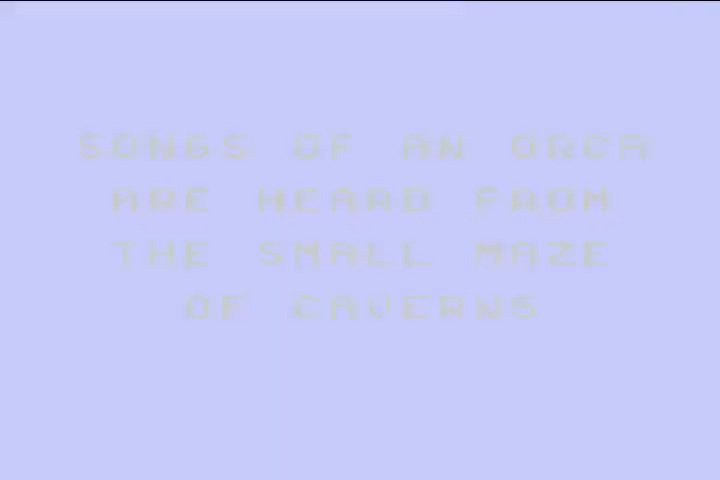 SONGS OF AN ORCA
ARE HEARD FROM
THE SMALL MAZE
OF CAVERNS